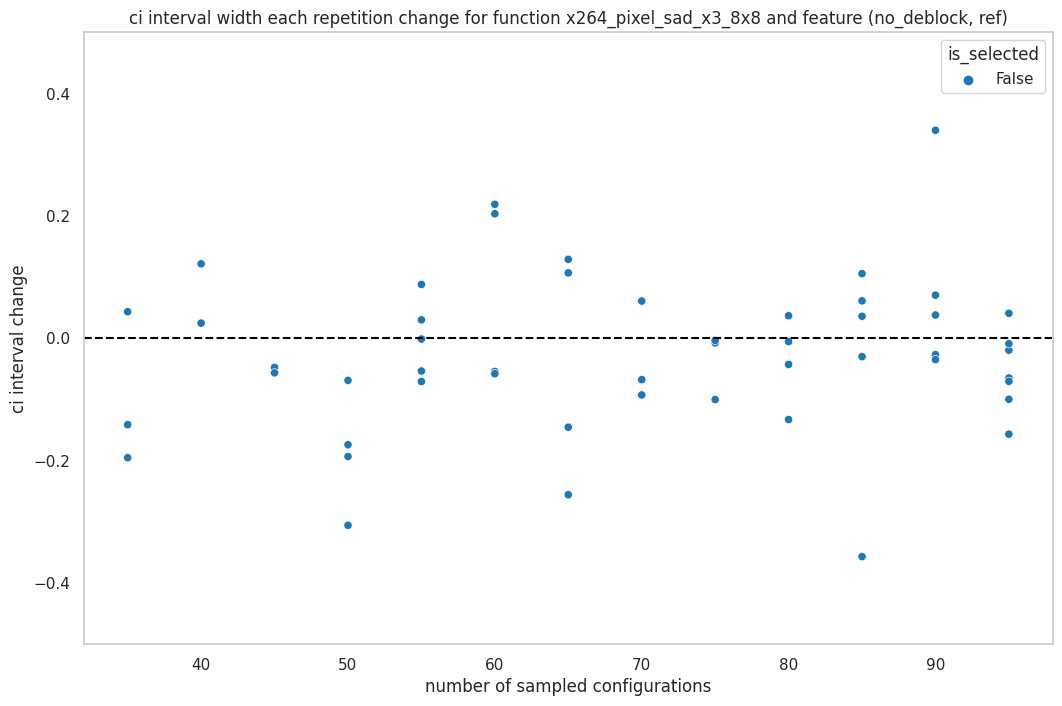 ci interval width each repetition change for function x264_pixel_sad_x3_8x8 and feature (no_deblock, ref)
is_selected
False
ci interval change
0.4
0.2
0.0
−0.2
−0.4
40 50 60 70 80 90
number of sampled configurations